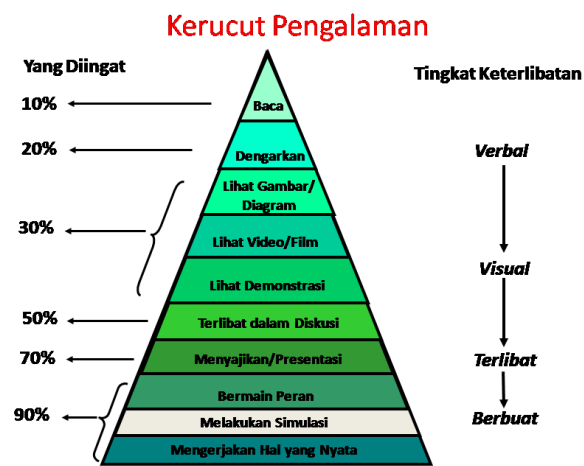 Kerucut Pengalaman
Yang Diingat
Tingkat Keterlibatan
10%
Baca
20%
Dengarkan
Verbal
Lihat Gambar/
Diagram
30%
Lihat Video/Film
Visual
Lihat Demonstrasi
50%
Terlibat dalam Diskusi
70%
Menyajikan/Presentasi
Terlibat
Bermain Peran
90%
Melakukan Simulasi
Berbuat
Mengerjakan Hal yang Nyata